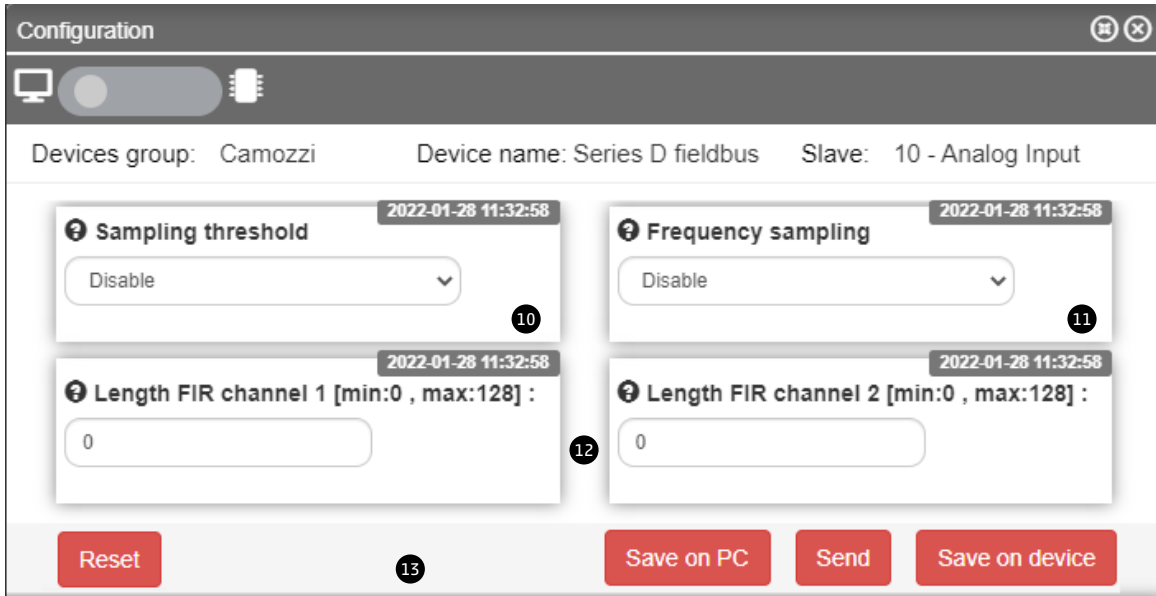 Configuration
Devices group: Camozzi Device name: Series D fieldbus Slave: 10 - Analog Input
2022-01-28 11:32:58
Sampling threshold
Disable
10
2022-01-28 11:32:58
Frequency sampling
Disable
11
2022-01-28 11:32:58
Length FIR channel 1 [min:0 , max:128] :
0
12
2022-01-28 11:32:58
Length FIR channel 2 [min:0 , max:128] :
0
Reset
13
Save on PC
Send
Save on device